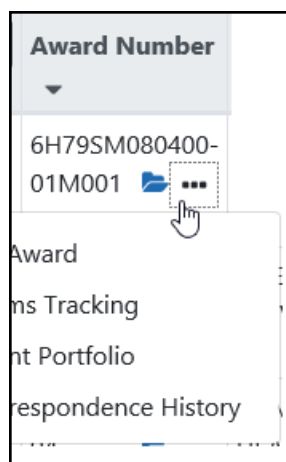 Award Number
6H79SM080400-
01M001
Award
ms Tracking
nt Portfolio
respondence History